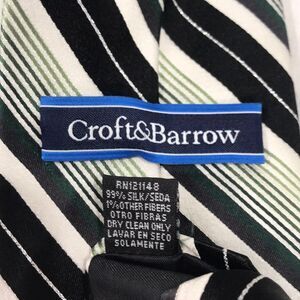 Croft&Barrow
RN121148
99% SILK/SEDA
1% OTHER FIBERS
OTRO FIBRAS
DRY CLEAN ONLY
LAVAR EN SECO
SOLAMENTE